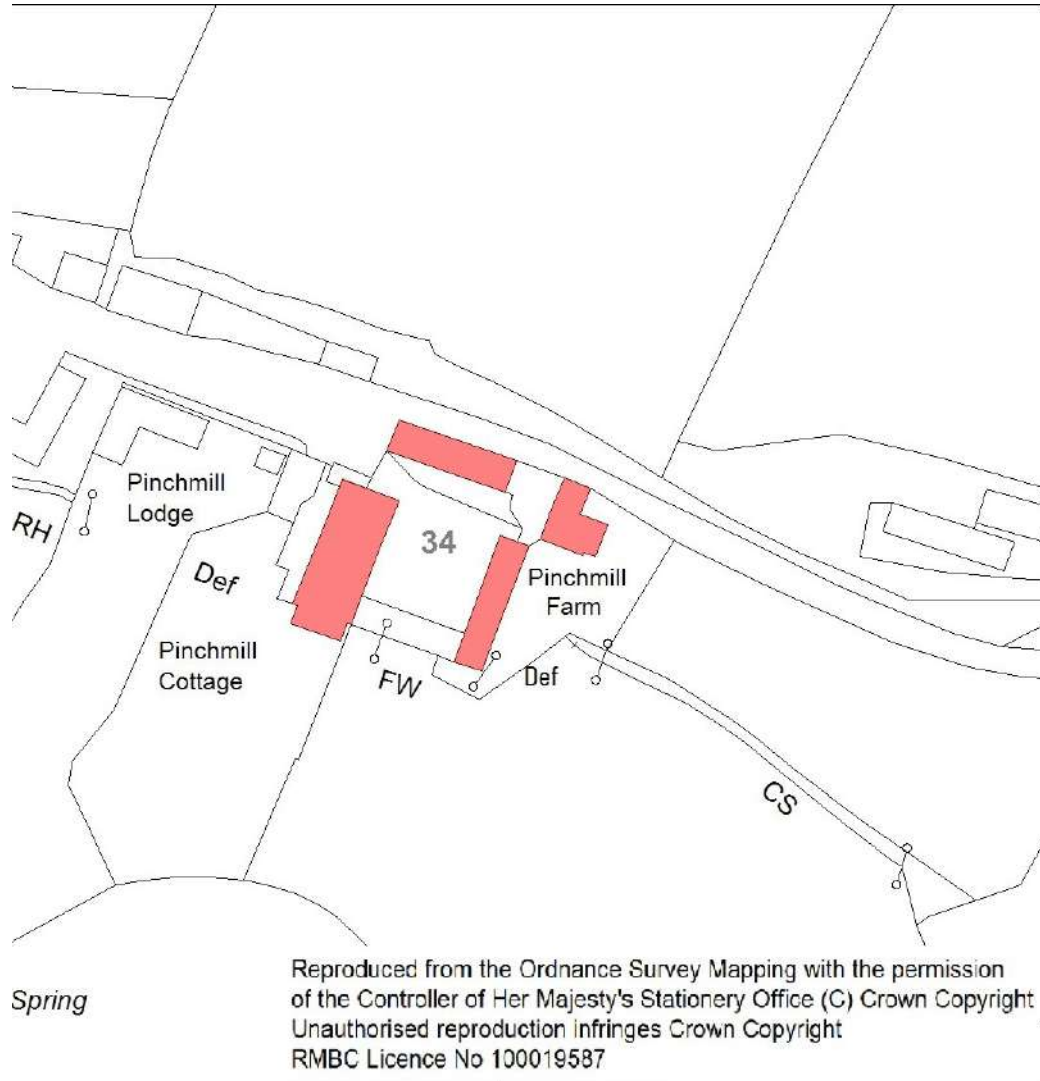 Pinchmill
Lodge
RH
34
Def
Pinchmill
Farm
Pinchmill
Cottage
FW
Def
CS
Spring
Reproduced from the Ordnance Survey Mapping with the permission
of the Controller of Her Majesty's Stationery Office (C) Crown Copyright
Unauthorised reproduction infringes Crown Copyright
RMBC Licence No 100019587